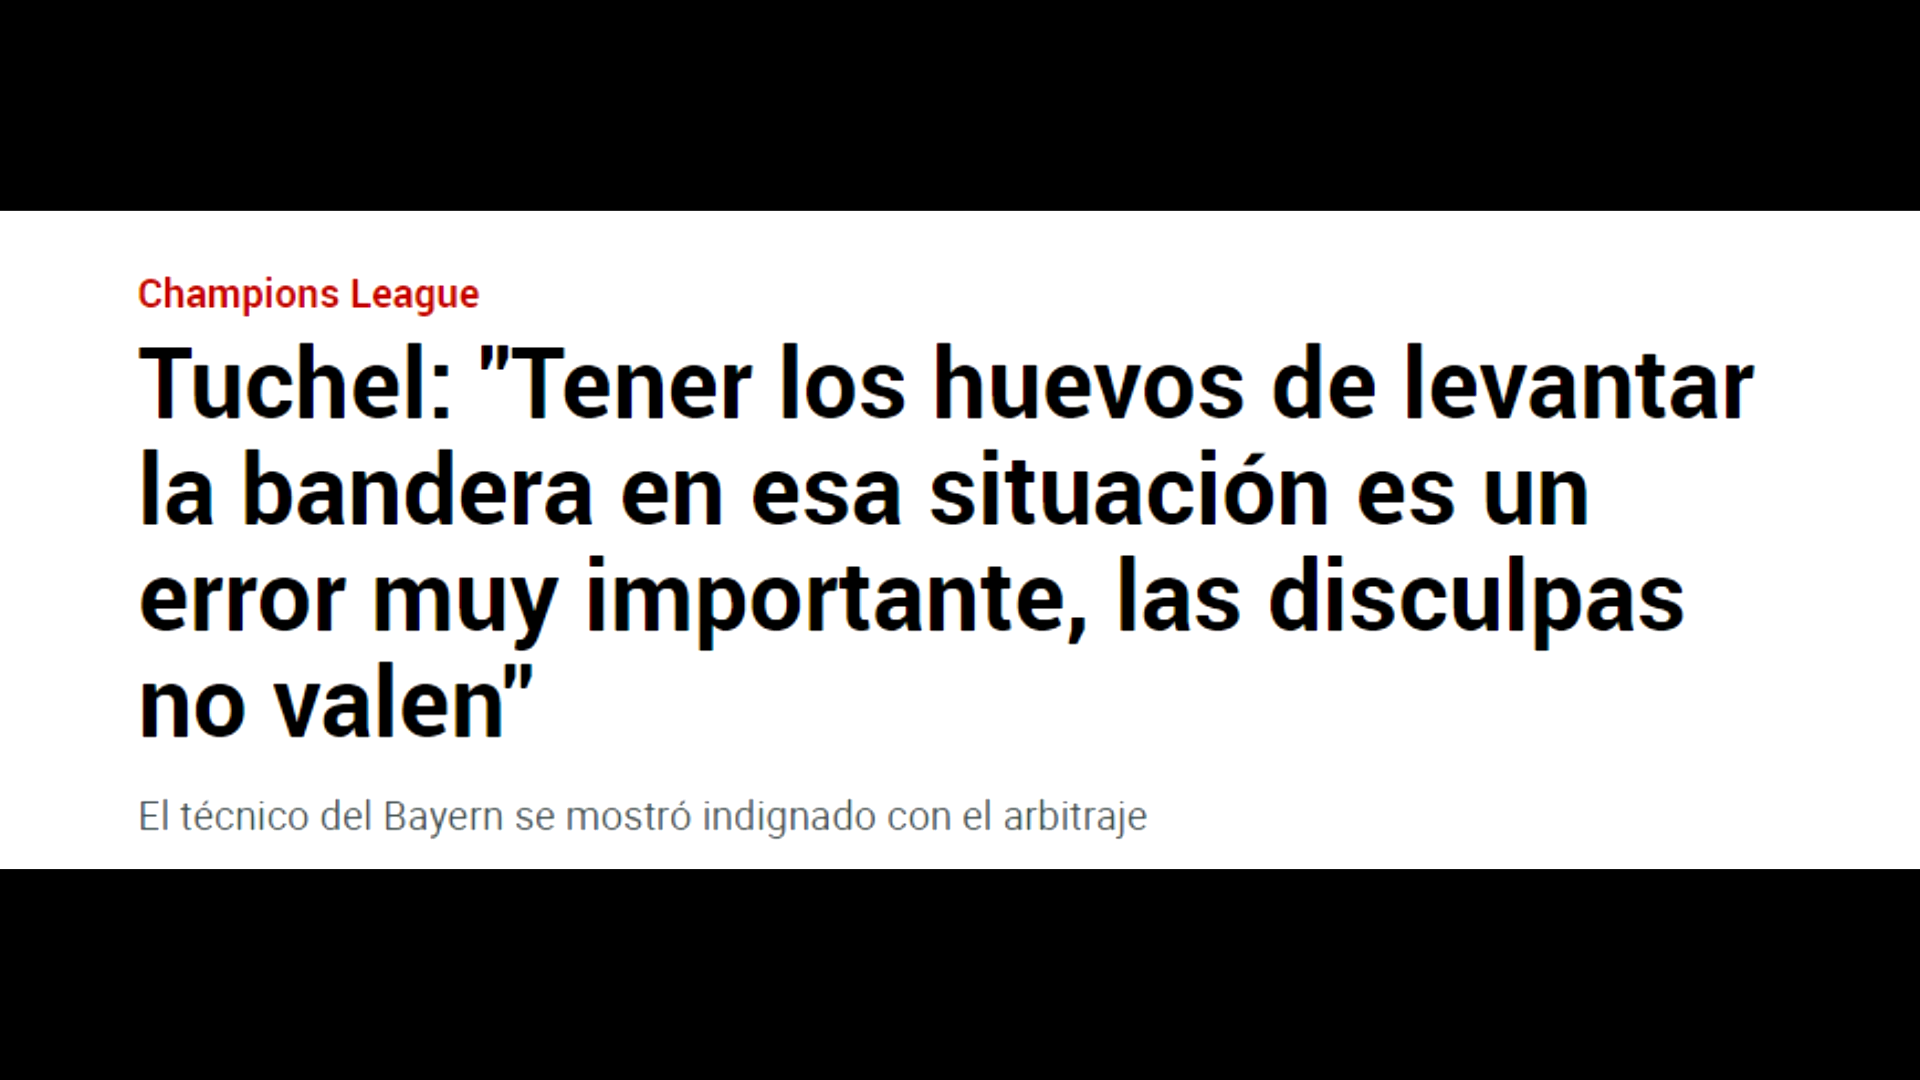 Champions League
Tuchel: "Tener los huevos de levantar
la bandera en esa situación es un
error muy importante, las disculpas
no valen"
El técnico del Bayern se mostró indignado con el arbitraje